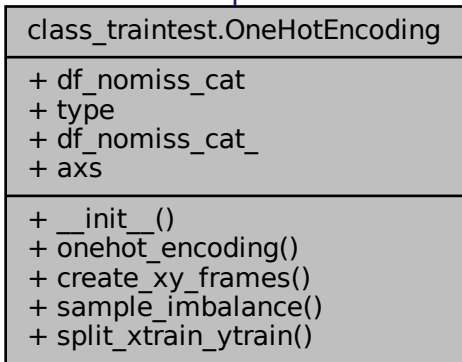 class_traintest.OneHotEncoding
+ df_nomiss_cat
+ type
+ df_nomiss_cat_
+ axs
+ __init__()
+ onehot_encoding()
+ create_xy_frames()
+ sample_imbalance()
+ split_xtrain_ytrain()